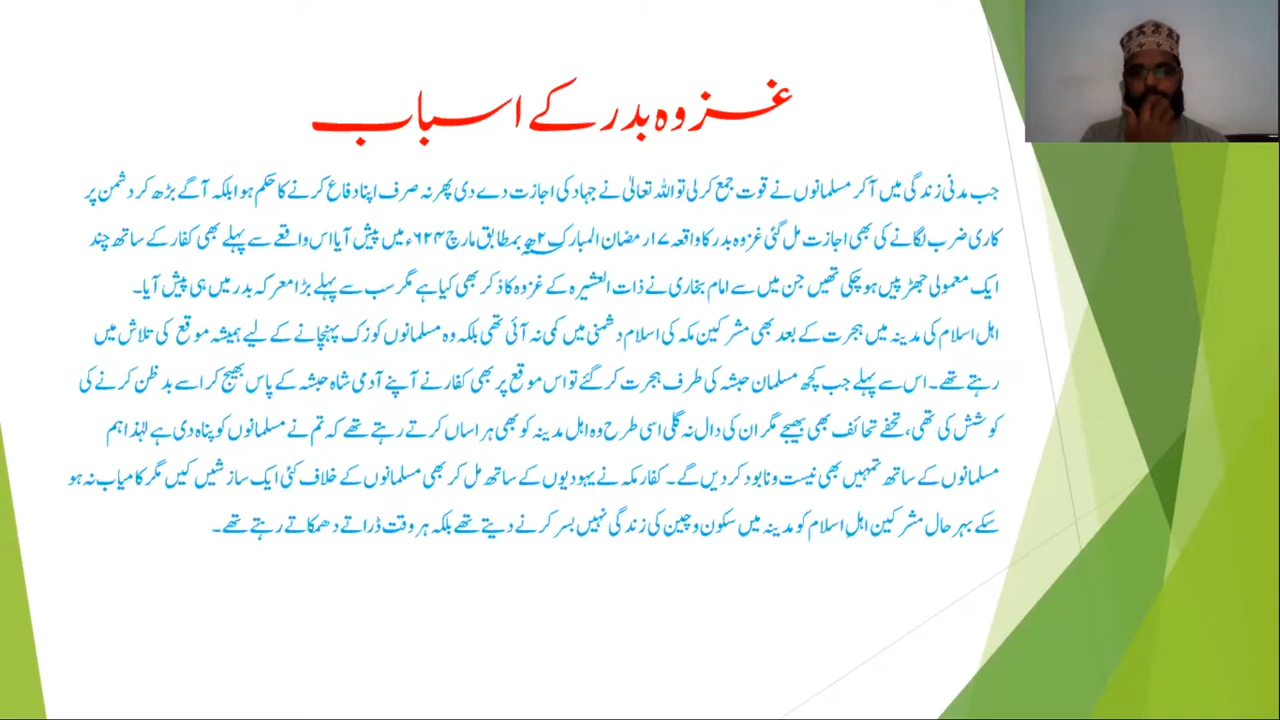 غزوہ بدر کے اسباب
جب مدنی زندگی میں آکر مسلمانوں نے قوت جمع کرلی تو اللہ تعالیٰ نے جہاد کی اجازت دے دی پھر نہ صرف اپنا دفاع کرنے کا حکم ہوا بلکہ آگے بڑھ کر دشمن پر
کاری ضرب لگانے کی بھی اجازت مل گئی غزوہ بدر کا واقعہ ۱۷ رمضان المبارک ۲ھ بمطابق مارچ ۶۲۴ء میں پیش آیا اس واقعے سے پہلے بھی کفار کے ساتھ چند
ایک معمولی جھڑپیں ہوچکی تھیں جن میں سے امام بخاری نے ذات العشیرہ کے غزوہ کا ذکر بھی کیا ہے مگر سب سے پہلے بڑا معرکہ بدر میں ہی پیش آیا۔
اہل اسلام کی مدینہ میں ہجرت کے بعد بھی مشرکین مکہ کی اسلام دشمنی میں کمی نہ آئی تھی بلکہ وہ مسلمانوں کو زک پہنچانے کے لیے ہمیشہ موقع کی تلاش میں
رہتے تھے۔ اس سے پہلے جب کچھ مسلمان حبشہ کی طرف ہجرت کر گئے تو اس موقع پر بھی کفار نے آپنے آدمی شاہ حبشہ کے پاس بھیج کر اسے بدظن کرنے کی
کوشش کی تھی، تحفے تحائف بھی بھیجے مگر ان کی دال نہ گلی اسی طرح وہ اہل مدینہ کو بھی ہراساں کرتے رہتے تھے کہ تم نے مسلمانوں کو پناہ دی ہے لہٰذا ہم
مسلمانوں کے ساتھ تمہیں بھی نیست و نابود کردیں گے۔ کفار مکہ نے یہودیوں کے ساتھ مل کر بھی مسلمانوں کے خلاف کئی ایک سازشیں کیں مگر کامیاب نہ ہو
سکے بہر حال مشرکین اہلِ اسلام کو مدینہ میں سکون و چین کی زندگی نہیں بسر کرنے دیتے تھے بلکہ ہر وقت ڈراتے دھمکاتے رہتے تھے۔